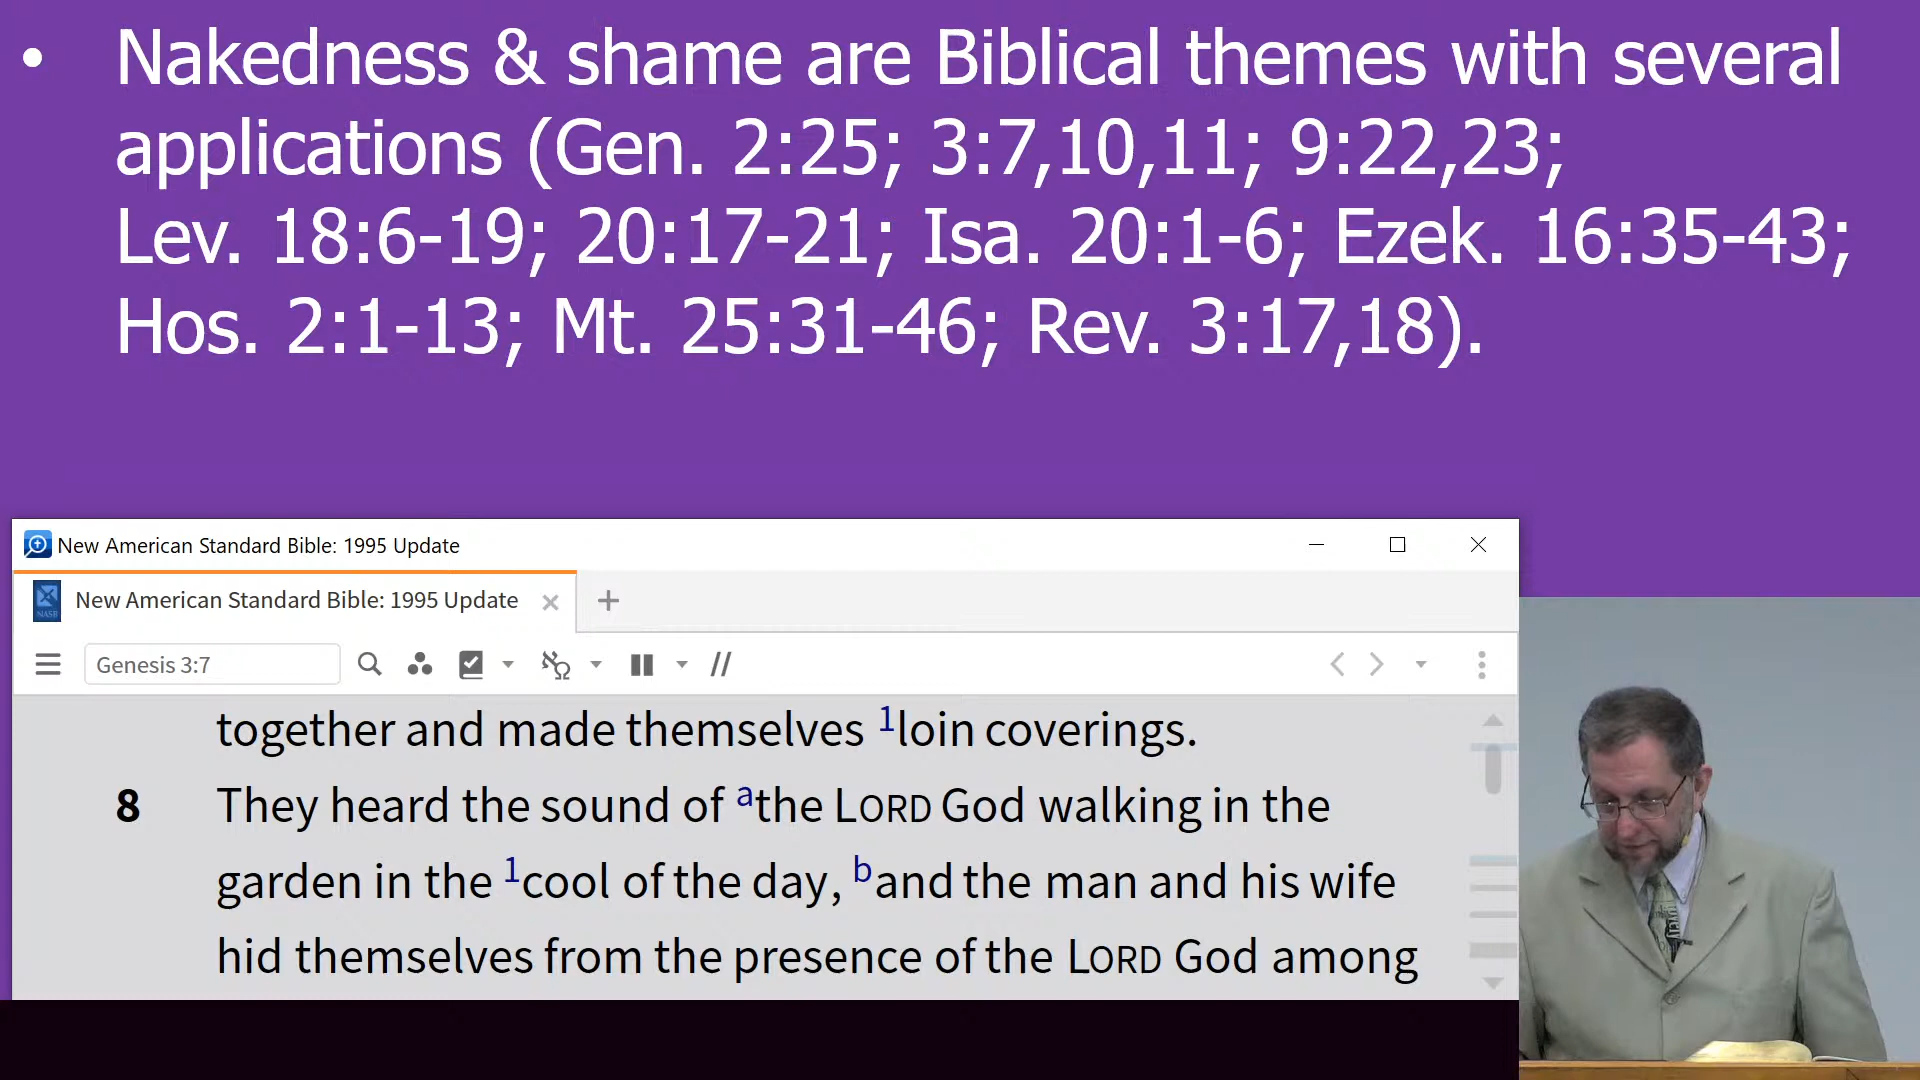 • Nakedness & shame are Biblical themes with several
applications (Gen. 2:25; 3:7,10,11; 9:22,23;
Lev. 18:6-19; 20:17-21; Isa. 20:1-6; Ezek. 16:35-43;
Hos. 2:1-13; Mt. 25:31-46; Rev. 3:17,18).
New American Standard Bible: 1995 Update
NASB New American Standard Bible: 1995 Update
Genesis 3:7
together and made themselves 1loin coverings.
8 They heard the sound of athe LORD God walking in the
garden in the 1cool of the day, band the man and his wife
hid themselves from the presence of the LORD God among